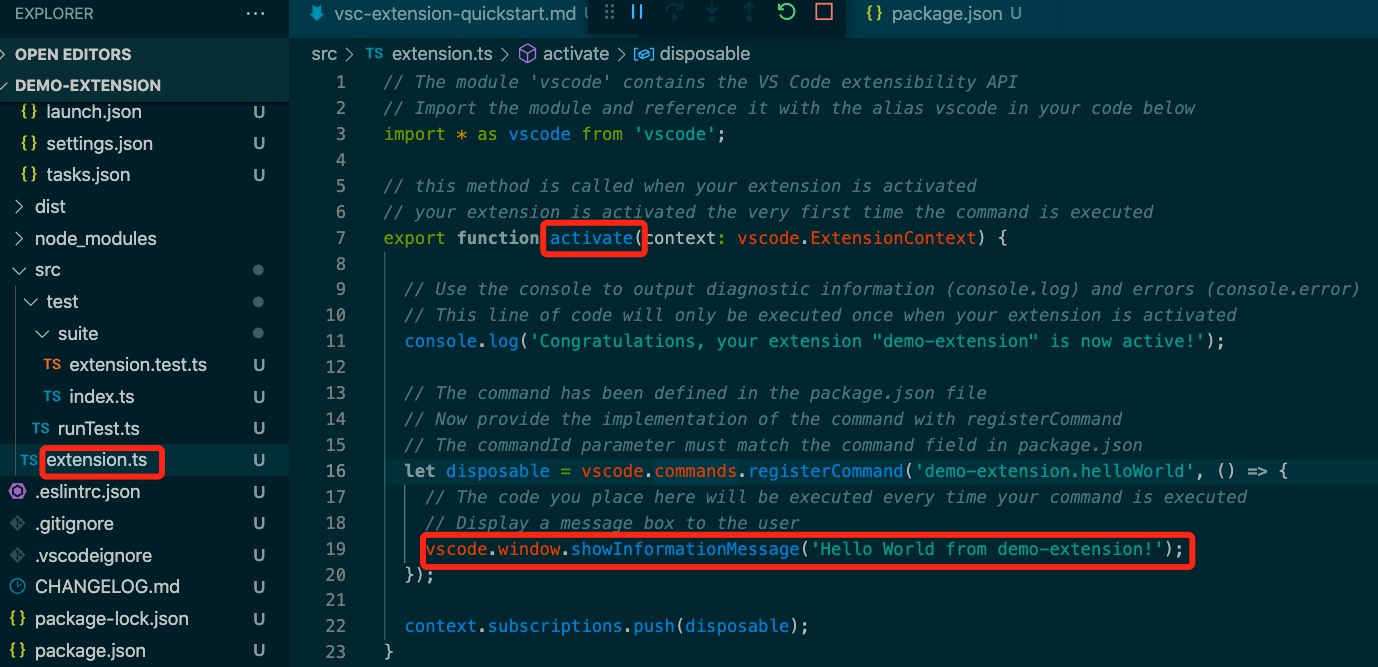 EXPLORER ···
OPEN EDITORS
DEMO-EXTENSION
{} launch.json U
{} settings.json U
{} tasks.json U
dist
node_modules
src
test
suite
TS extension.test.ts U
TS index.ts U
TS runTest.ts U
TS extension.ts U
.eslintrc.json U
.gitignore U
.vscodeignore U
CHANGELOG.md U
{} package-lock.json U
{} package.json U
vsc-extension-quickstart.md U
{} package.json U
src > TS extension.ts > activate > disposable
1 // The module 'vscode' contains the VS Code extensibility API
2 // Import the module and reference it with the alias vscode in your code below
3 import * as vscode from 'vscode';
4
5 // this method is called when your extension is activated
6 // your extension is activated the very first time the command is executed
7 export function activate(context: vscode.ExtensionContext) {
8
9 // Use the console to output diagnostic information (console.log) and errors (console.error)
10 // This line of code will only be executed once when your extension is activated
11 console.log('Congratulations, your extension "demo-extension" is now active!');
12
13 // The command has been defined in the package.json file
14 // Now provide the implementation of the command with registerCommand
15 // The commandId parameter must match the command field in package.json
16 let disposable = vscode.commands.registerCommand('demo-extension.helloWorld', () => {
17 // The code you place here will be executed every time your command is executed
18 // Display a message box to the user
19 vscode.window.showInformationMessage('Hello World from demo-extension!');
20 });
21
22 context.subscriptions.push(disposable);
23 }